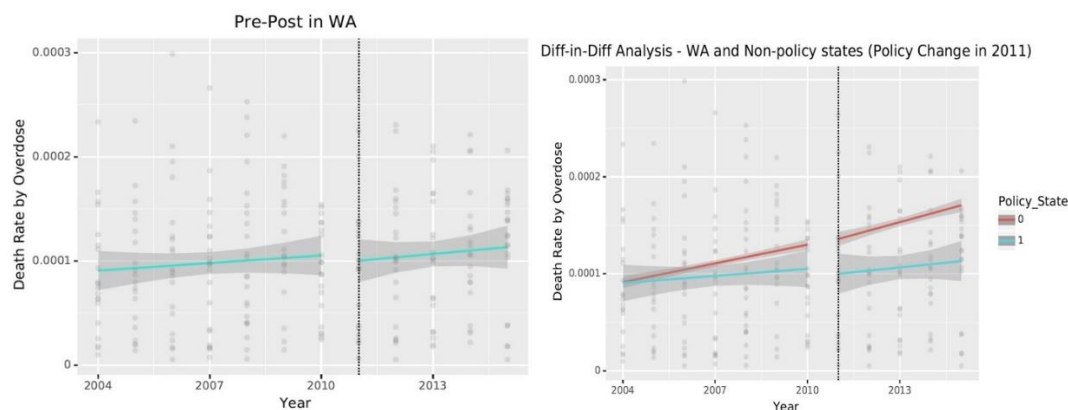 Pre-Post in WA
0.0003
0.0002
0.0001
0
Death Rate by Overdose
2004
2007
2010
2013
Year
Diff-in-Diff Analysis - WA and Non-policy states (Policy Change in 2011)
0.0003
0.0002
0.0001
0
Death Rate by Overdose
2004
2007
2010
2013
Year
Policy_State
0
1